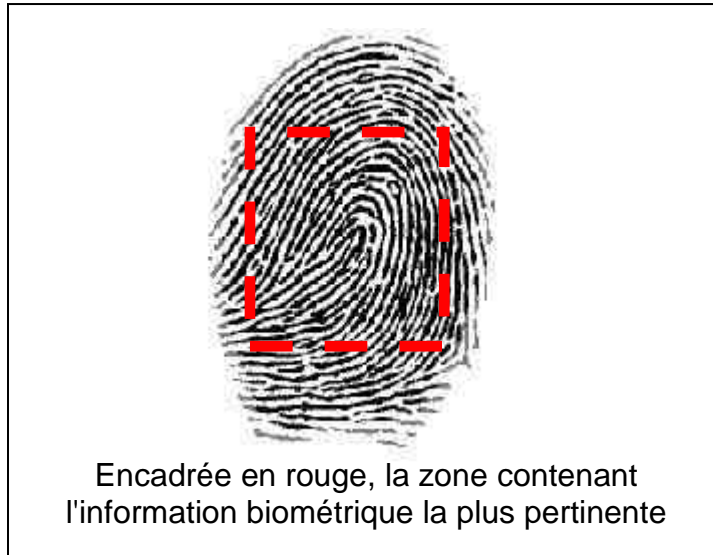 Encadrée en rouge, la zone contenant
l'information biométrique la plus pertinente